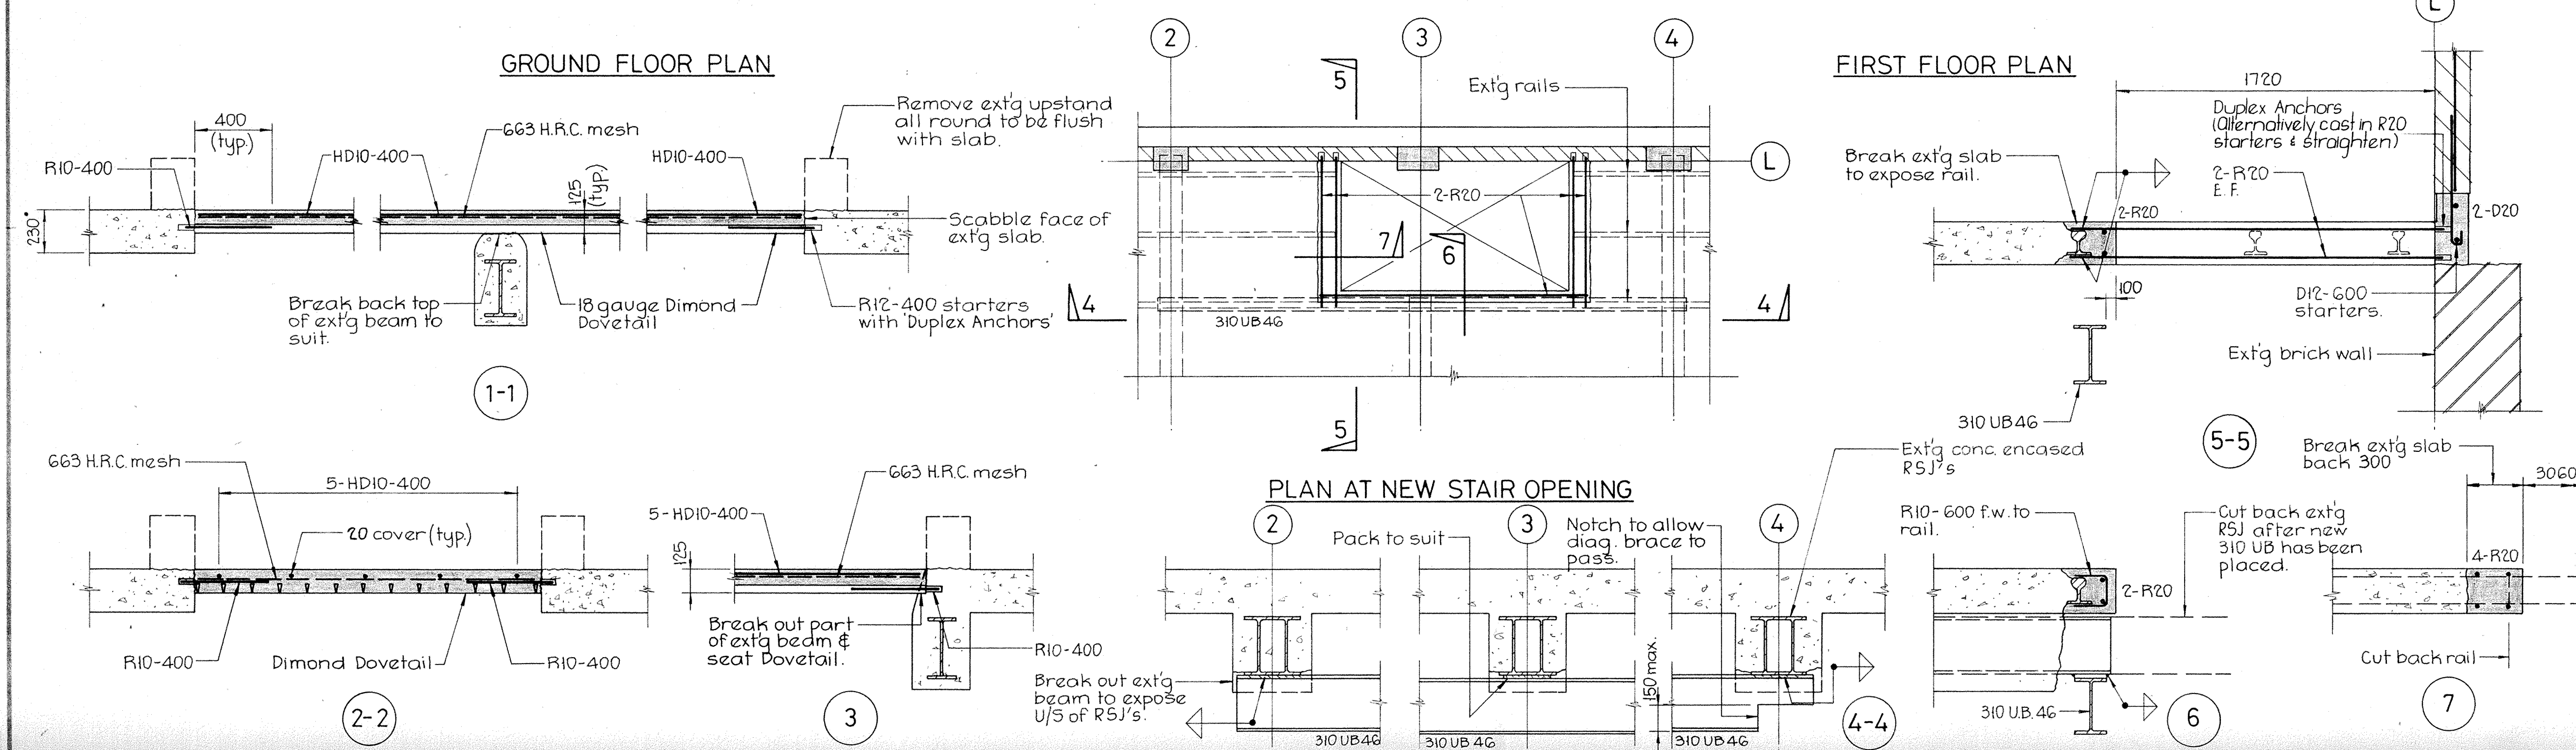 GROUND FLOOR PLAN
400
(typ.)
663 H.R.C. mesh
Remove ext'g upstand
all round to be flush
with slab.
R10-400
HD10-400
HD10-400
125
(typ.)
230*
Scabble face of
ext'g slab.
Break back top
of ext'g beam to
suit.
18 gauge Dimond
Dovetail
R12-400 starters
with 'Duplex Anchors'
1-1
663 H.R.C. mesh
5-HD10-400
20 cover (typ.)
R10-400
Dimond Dovetail
R10-400
2-2
663 H.R.C. mesh
5-HD10-400
125
Break out part
of ext'g beam &
seat Dovetail.
R10-400
3
2
3
4
5
Ext'g rails
L
2-R20
7
6
4
4
310 UB 46
5
PLAN AT NEW STAIR OPENING
2
3
4
Pack to suit
Notch to allow
diag. brace to
pass.
Ext'g conc. encased
RSJ's
Break out ext'g
beam to expose
U/S of RSJ's.
150 max.
310 UB 46
310 UB 46
310 UB 46
4-4
FIRST FLOOR PLAN
L
1720
Duplex Anchors
(alternatively cast in R20
starters & straighten)
Break ext'g slab
to expose rail.
2-R20
E.F.
2-R20
2-D20
100
D12-600
starters.
Ext'g brick wall
310 UB 46
5-5
R10-600 f.w. to
rail.
Cut back ext'g
RSJ after new
310 UB has been
placed.
2-R20
310 U.B. 46
6
Break ext'g slab
back 300
3060
4-R20
Cut back rail
7